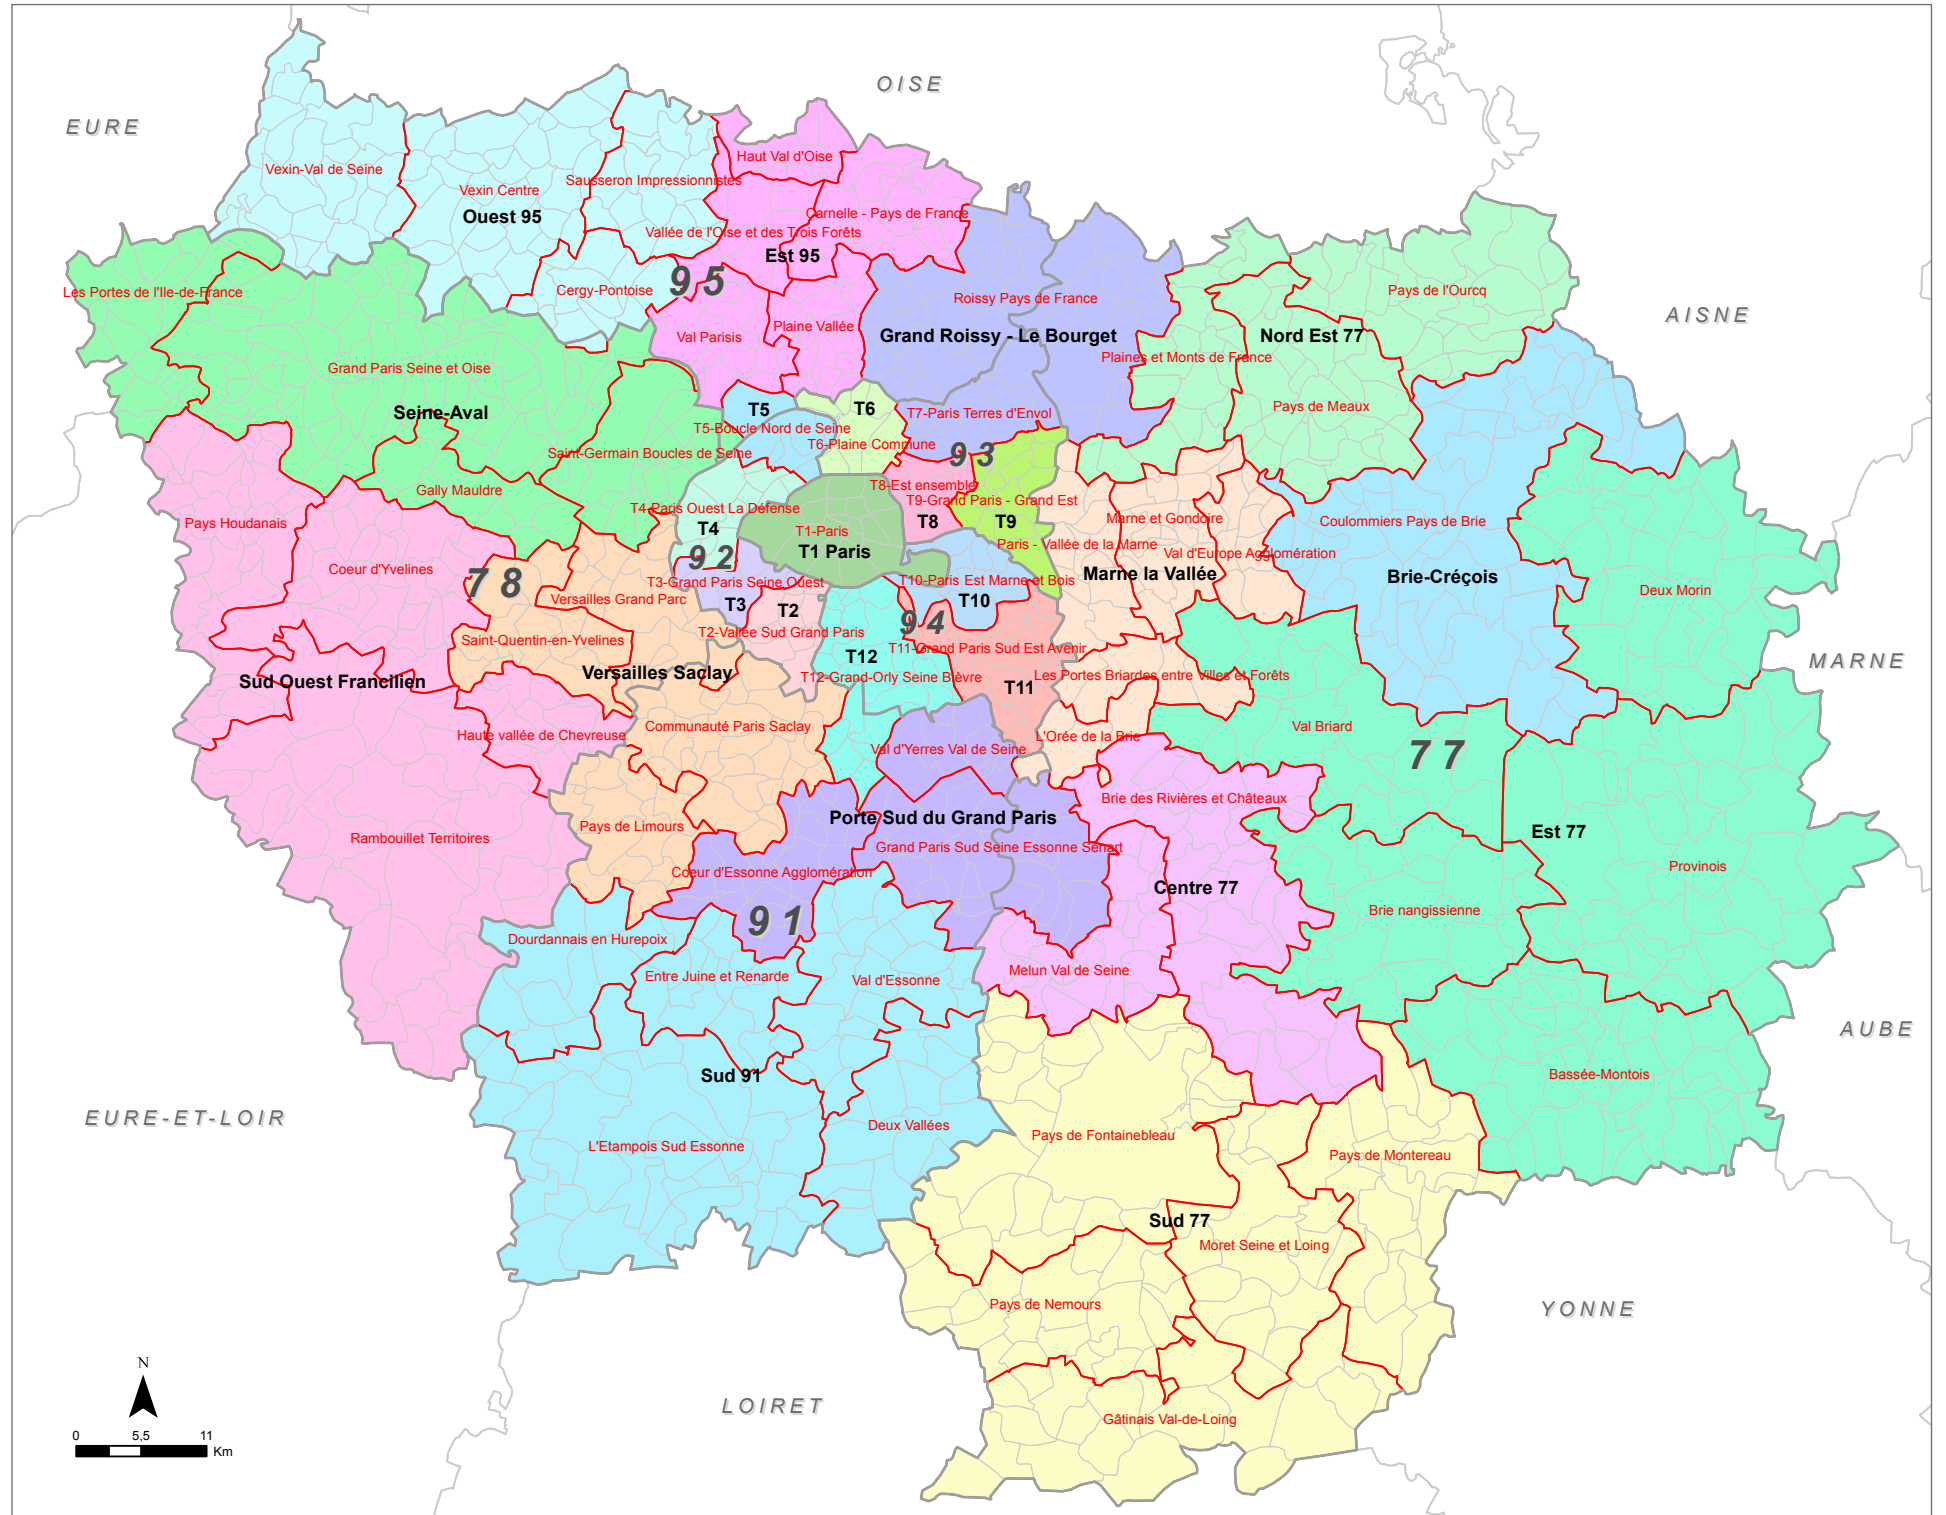 OISE
EURE
Haut Val d'Oise
Vexin-Val de Seine
Sausseron Impressionnistes
Vexin Centre
Ouest 95
Carnelle - Pays de France
Vallée de l'Oise et des Trois Forêts
Est 95
95
Cergy-Pontoise
Les Portes de l'Ile-de-France
Roissy Pays de France
Pays de l'Ourcq
AISNE
Val Parisis
Plaine Vallée
Grand Roissy - Le Bourget
Nord Est 77
Plaines et Monts de France
Grand Paris Seine et Oise
Seine-Aval
T5
T6
T7-Paris Terres d'Envol
Pays de Meaux
T5-Boucle Nord de Seine
T6-Plaine Commune
Saint-Germain Boucles de Seine
93
Gally Mauldre
T8-Est ensemble
T9-Grand Paris - Grand Est
T4-Paris Ouest La Défense
Pays Houdanais
T4
T1-Paris
T8
T9
Marne et Gondoire
Coulommiers Pays de Brie
T1 Paris
Paris - Vallée de la Marne
Val d'Europe Agglomération
92
Coeur d'Yvelines
78
T3-Grand Paris Seine Ouest
T10-Paris Est Marne et Bois
Marne la Vallée
Brie-Créçois
Deux Morin
Versailles Grand Parc
T3
T2
T10
94
Saint-Quentin-en-Yvelines
T2-Vallée Sud Grand Paris
T11-Grand Paris Sud Est Avenir
T12
MARNE
Sud Ouest Francilien
Versailles Saclay
T12-Grand-Orly Seine Bièvre
T11
Les Portes Briardes entre Villes et Forêts
Communauté Paris Saclay
Val Briard
Haute vallée de Chevreuse
Val d'Yerres Val de Seine
L'Orée de la Brie
77
Brie des Rivières et Châteaux
Porte Sud du Grand Paris
Pays de Limours
Est 77
Rambouillet Territoires
Grand Paris Sud Seine Essonne Sénart
Provinois
Coeur d'Essonne Agglomération
Centre 77
91
Brie nangissienne
Dourdannais en Hurepoix
Entre Juine et Renarde
Val d'Essonne
Melun Val de Seine
AUBE
Sud 91
Bassée-Montois
EURE-ET-LOIR
Deux Vallées
Pays de Fontainebleau
L'Etampois Sud Essonne
Pays de Montereau
Sud 77
Moret Seine et Loing
Pays de Nemours
YONNE
N
LOIRET
Gâtinais Val-de-Loing
0 5,5 11
Km